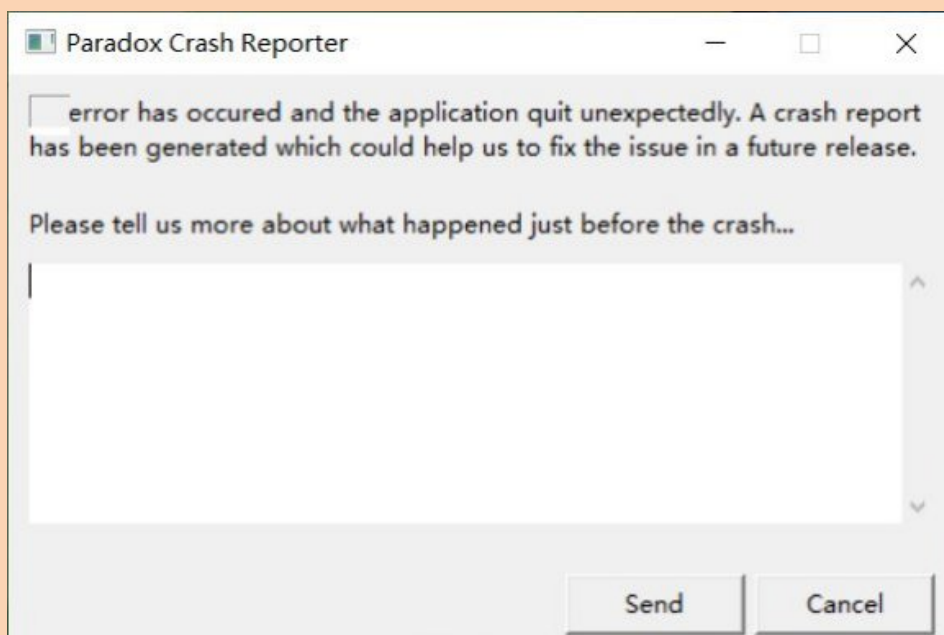 Paradox Crash Reporter
error has occured and the application quit unexpectedly. A crash report
has been generated which could help us to fix the issue in a future release.
Please tell us more about what happened just before the crash...
Send
Cancel